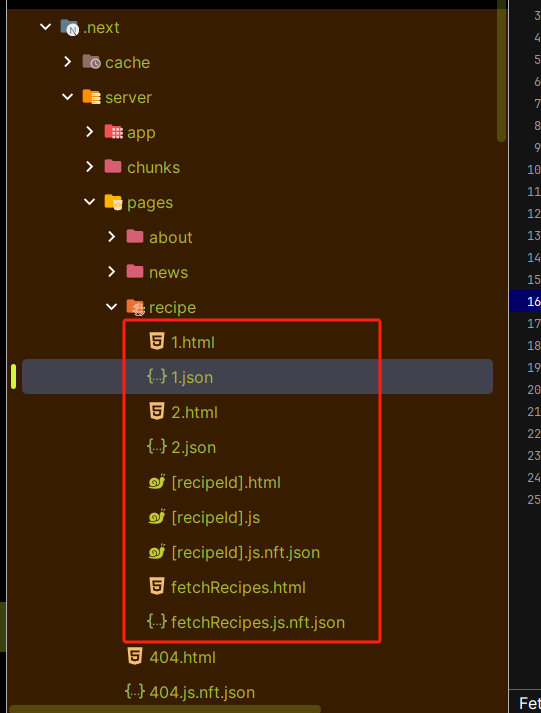 .next
cache
server
app
chunks
pages
about
news
recipe
1.html
1.json
2.html
2.json
[recipeId].html
[recipeId].js
[recipeId].js.nft.json
fetchRecipes.html
fetchRecipes.js.nft.json
404.html
404.js.nft.json
3
4
5
6
7
8
9
10
11
12
13
14
15
16
17
18
19
20
21
22
23
24
25
Fet